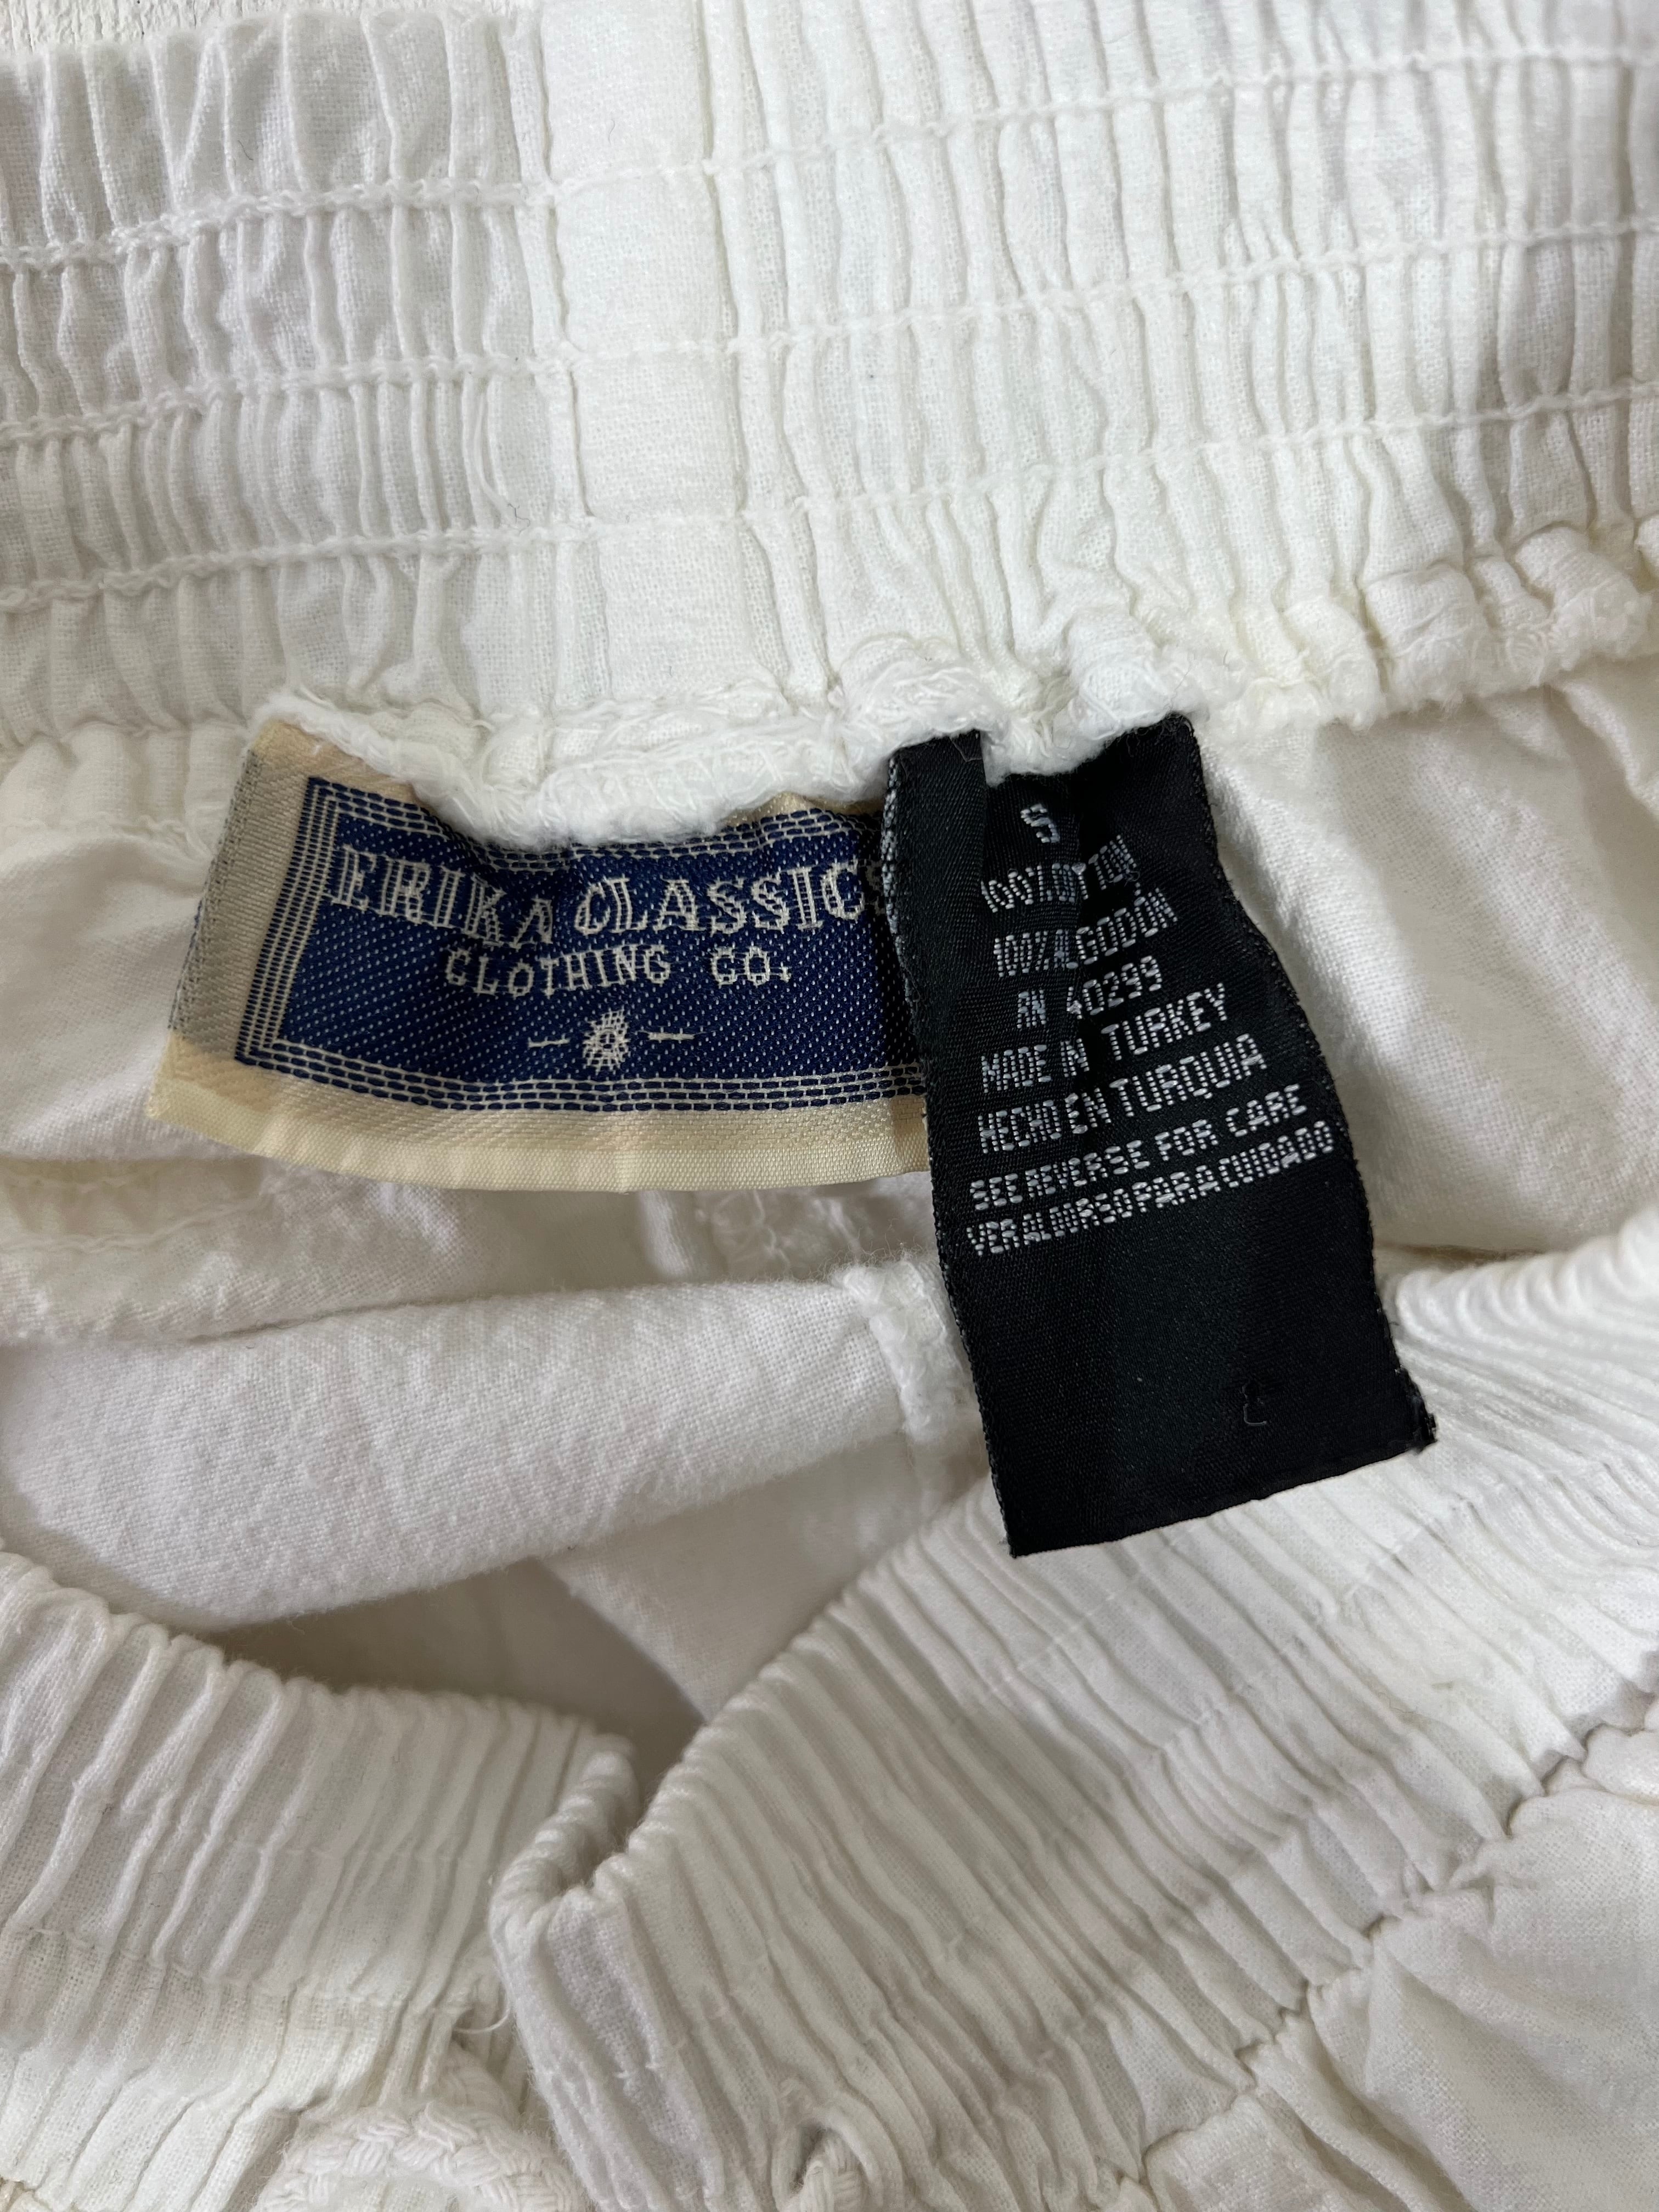 ERIKA CLASSICS
CLOTHING CO.
S
100% COTTON
100% ALGODON
RN 40299
MADE IN TURKEY
HECHO EN TURQUIA
SEE REVERSE FOR CARE
VER AL DORSO PARA CUIDADO